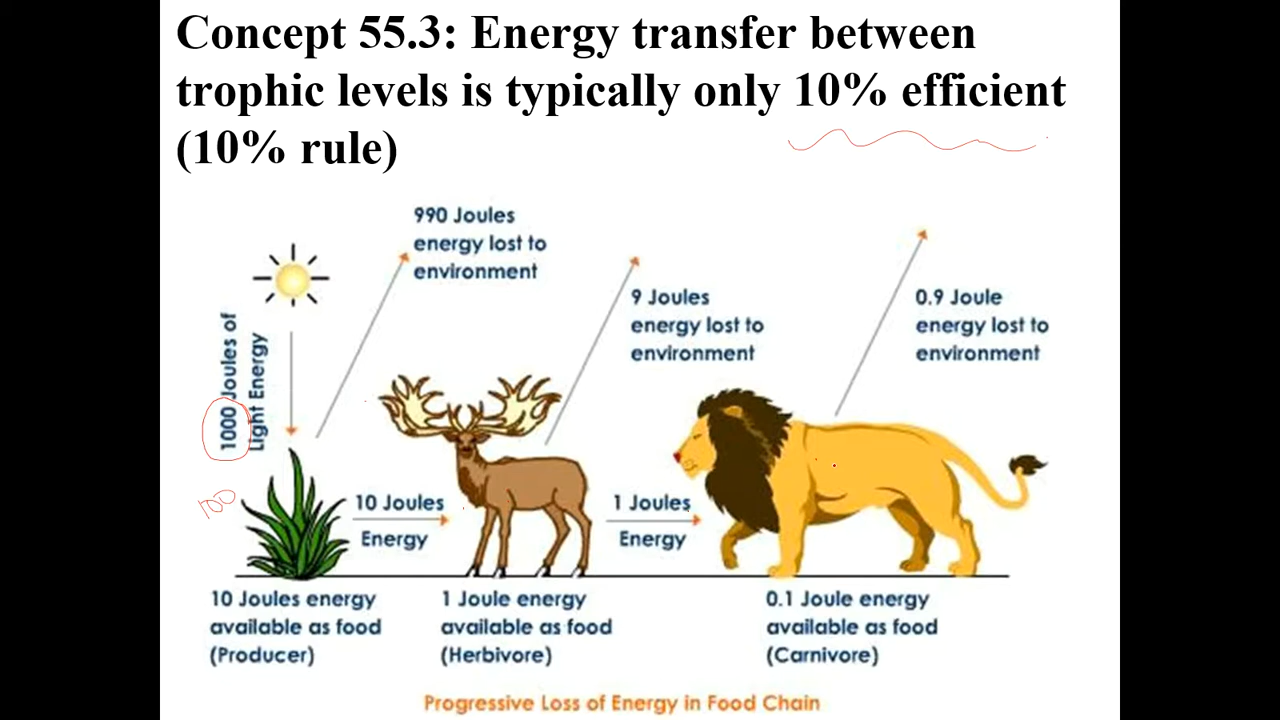 Concept 55.3: Energy transfer between
trophic levels is typically only 10% efficient
(10% rule)
990 Joules
energy lost to
environment
9 Joules
energy lost to
environment
0.9 Joule
energy lost to
environment
1000 Joules of
Light Energy
100
10 Joules
Energy
1 Joules
Energy
10 Joules energy
available as food
(Producer)
1 Joule energy
available as food
(Herbivore)
0.1 Joule energy
available as food
(Carnivore)
Progressive Loss of Energy in Food Chain